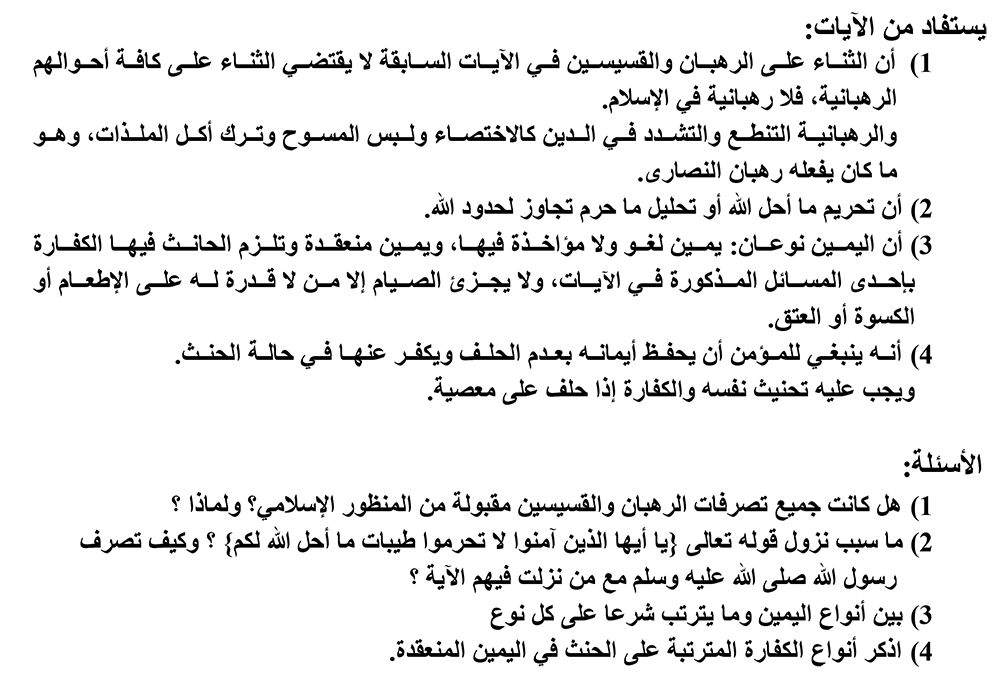 يستفاد من الآيات:
1) أن الثناء على الرهبان والقسيسين في الآيات السابقة لا يقتضي الثناء على كافة أحوالهم
الرهبانية، فلا رهبانية في الإسلام.
والرهبانية التنطع والتشدد في الدين كالاختصاء ولبس المسوح وترك أكل الملذات، وهو
ما كان يفعله رهبان النصارى.
2) أن تحريم ما أحل الله أو تحليل ما حرم تجاوز لحدود الله.
3) أن اليمين نوعان: يمين لغو ولا مؤاخذة فيها، ويمين منعقدة وتلزم الحانث فيها الكفارة
بإحدى المسائل المذكورة في الآيات، ولا يجزئ الصيام إلا من لا قدرة له على الإطعام أو
الكسوة أو العتق.
4) أنه ينبغي للمؤمن أن يحفظ أيمانه بعدم الحلف ويكفر عنها في حالة الحنث.
ويجب عليه تحنيث نفسه والكفارة إذا حلف على معصية.
الأسئلة:
1) هل كانت جميع تصرفات الرهبان والقسيسين مقبولة من المنظور الإسلامي؟ ولماذا ؟
2) ما سبب نزول قوله تعالى {يا أيها الذين آمنوا لا تحرموا طيبات ما أحل الله لكم} ؟ وكيف تصرف
رسول الله صلى الله عليه وسلم مع من نزلت فيهم الآية ؟
3) بين أنواع اليمين وما يترتب شرعا على كل نوع
4) اذكر أنواع الكفارة المترتبة على الحنث في اليمين المنعقدة.